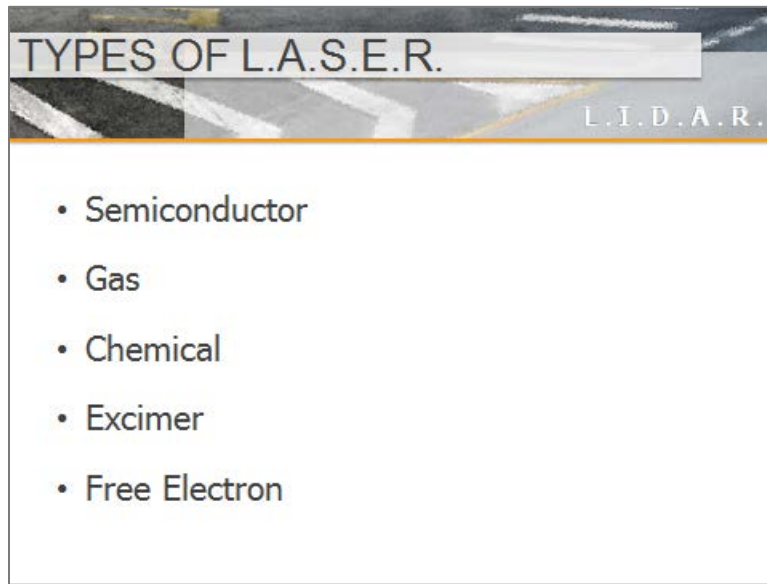 TYPES OF L.A.S.E.R.
L.I.D.A.R.
• Semiconductor
• Gas
• Chemical
• Excimer
• Free Electron